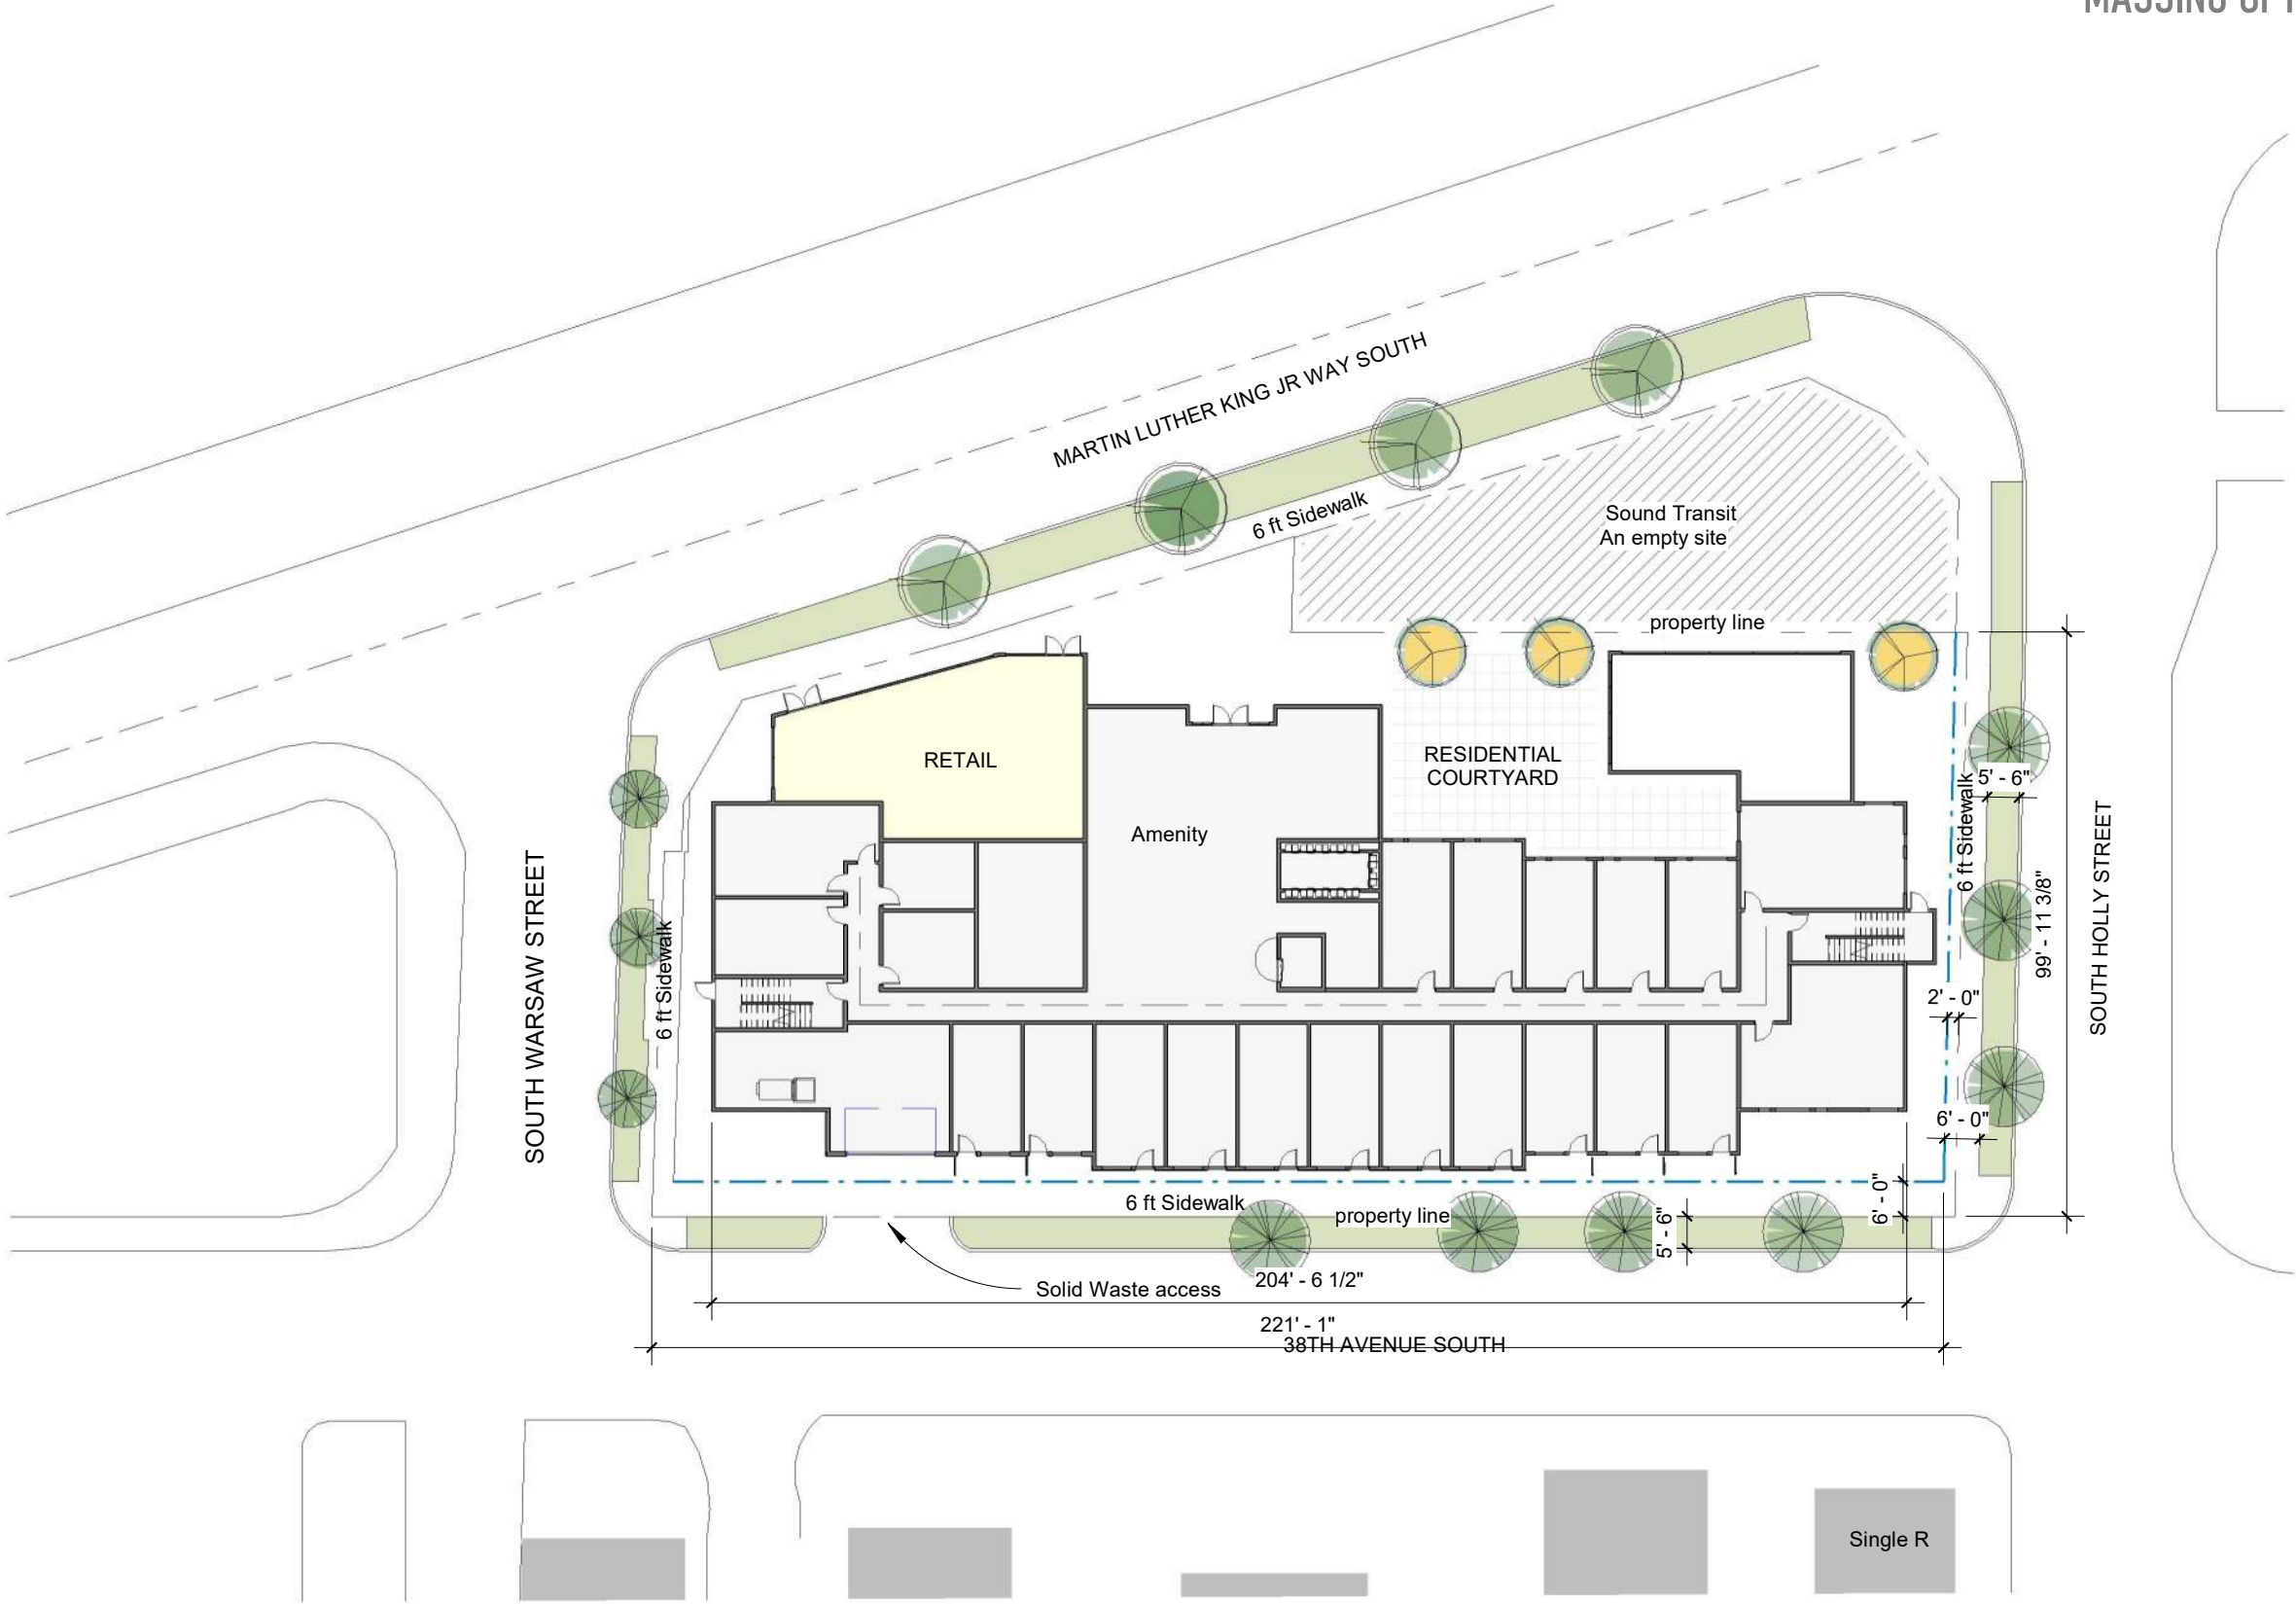 MARTIN LUTHER KING JR WAY SOUTH
6 ft Sidewalk
Sound Transit
An empty site
property line
RETAIL
RESIDENTIAL
COURTYARD
Amenity
5' - 6"
6 ft Sidewalk
99' - 11 3/8"
SOUTH HOLLY STREET
SOUTH WARSAW STREET
6 ft Sidewalk
2' - 0"
6' - 0"
6' - 0"
6 ft Sidewalk
property line
5' - 6"
Solid Waste access
204' - 6 1/2"
221' - 1"
38TH AVENUE SOUTH
Single R